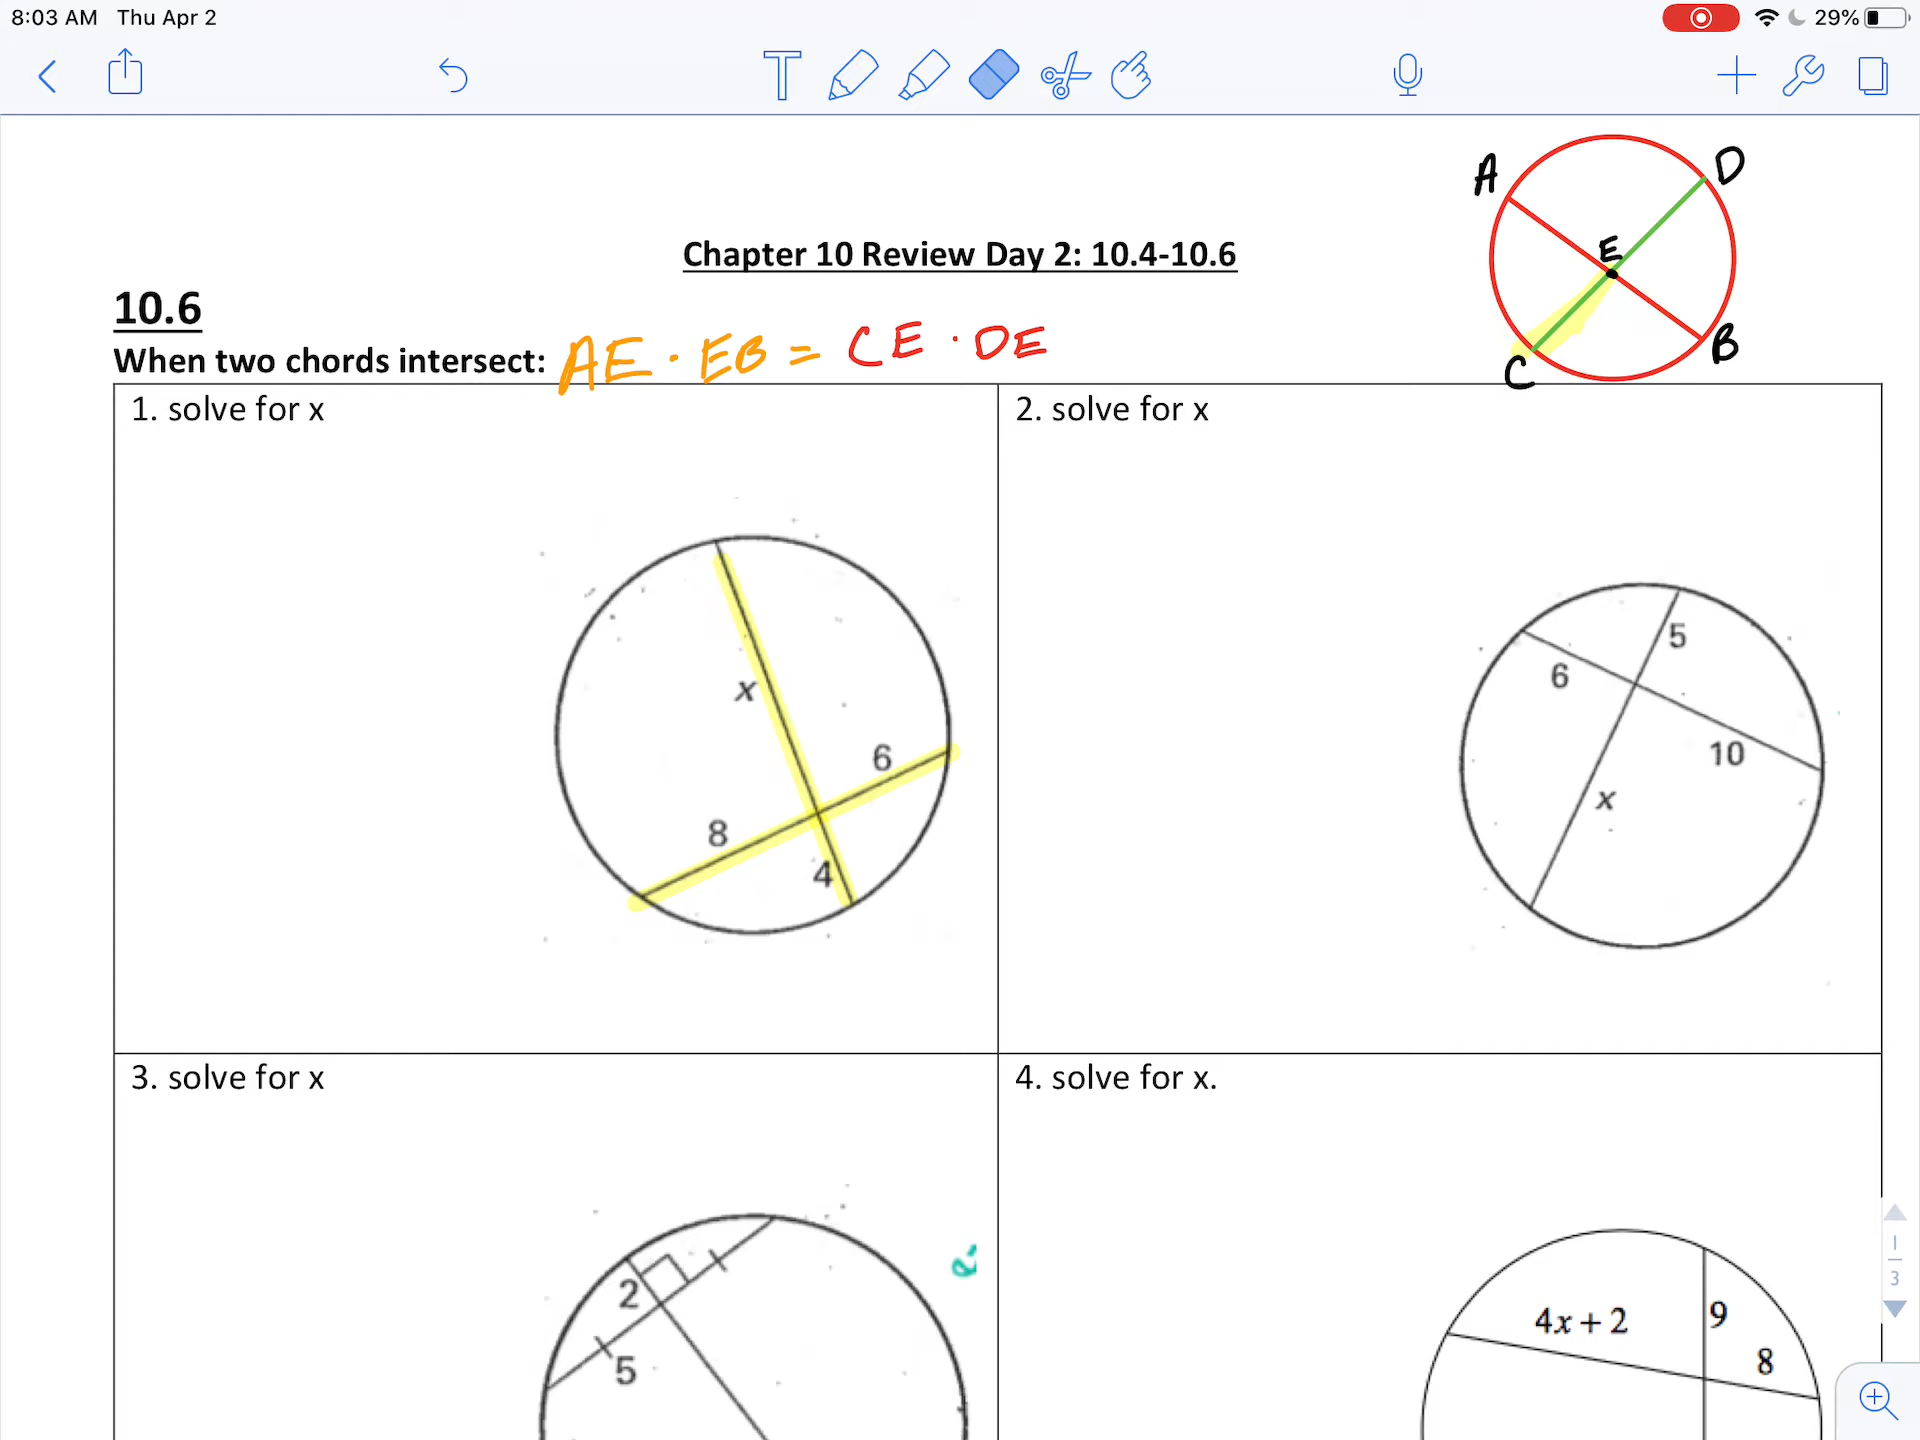 8:03 AM Thu Apr 2 29%
T
A D
E
Chapter 10 Review Day 2: 10.4-10.6
10.6
When two chords intersect: AE · EB = CE · DE
C B
1. solve for x
2. solve for x
x
6
8
4
5
6
10
x
3. solve for x
4. solve for x.
2
5
4x + 2
9
8
1
3